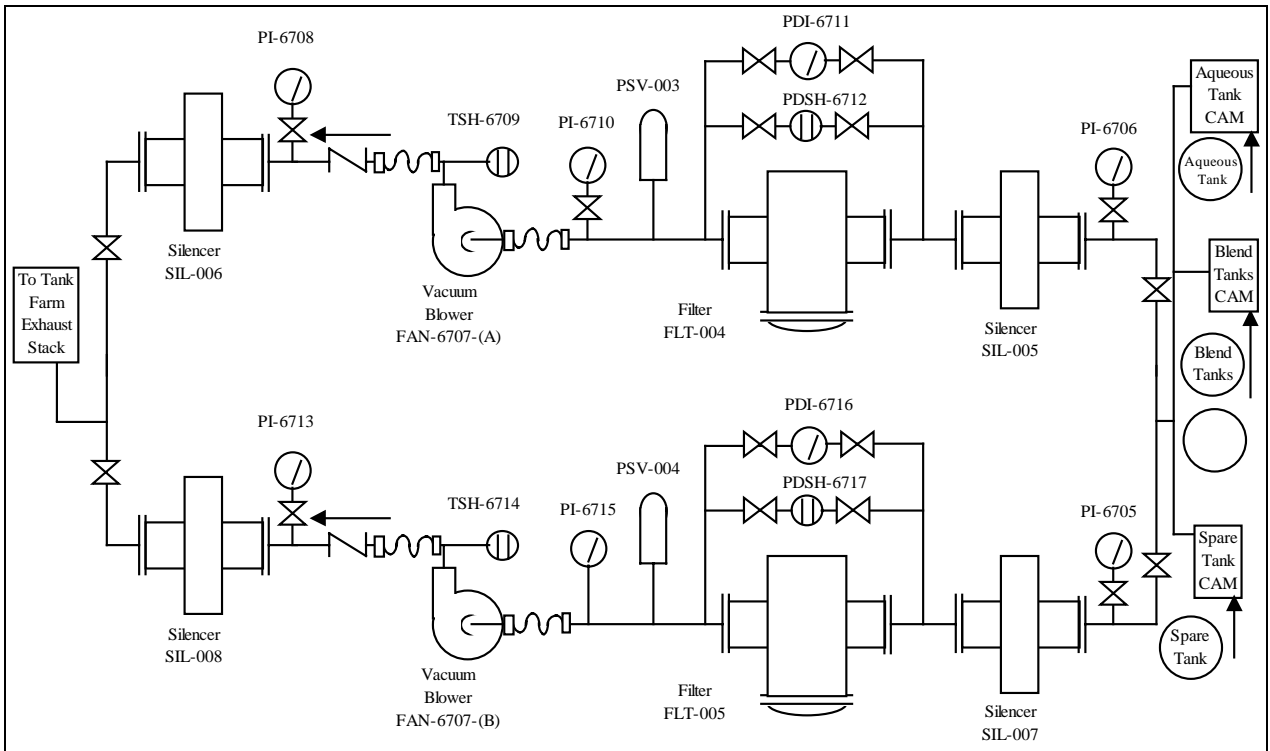 PDI-6711
PI-6708
Aqueous
Tank
CAM
PSV-003
PDSH-6712
TSH-6709
PI-6710
PI-6706
Aqueous
Tank
Silencer
SIL-006
To Tank
Farm
Exhaust
Stack
Vacuum
Blower
FAN-6707-(A)
Filter
FLT-004
Silencer
SIL-005
Blend
Tanks
CAM
Blend
Tanks
PDI-6716
PI-6713
PSV-004
PDSH-6717
TSH-6714
PI-6715
PI-6705
Spare
Tank
CAM
Silencer
SIL-008
Vacuum
Blower
FAN-6707-(B)
Filter
FLT-005
Silencer
SIL-007
Spare
Tank